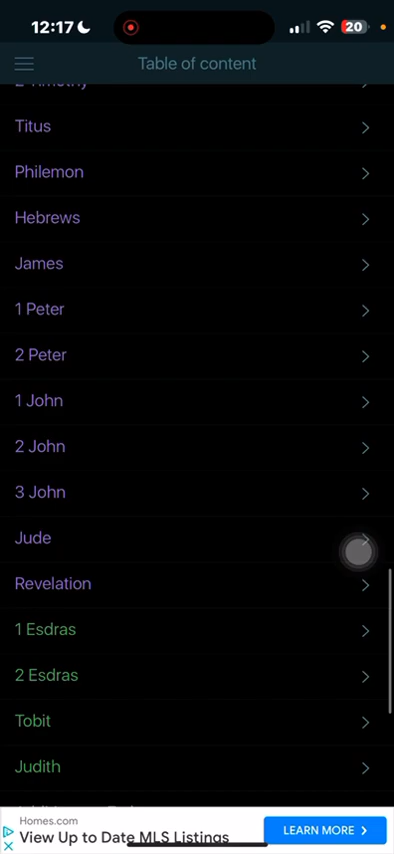 12:17
20
Table of content
2 Timothy
Titus
Philemon
Hebrews
James
1 Peter
2 Peter
1 John
2 John
3 John
Jude
Revelation
1 Esdras
2 Esdras
Tobit
Judith
Homes.com
View Up to Date MLS Listings
LEARN MORE